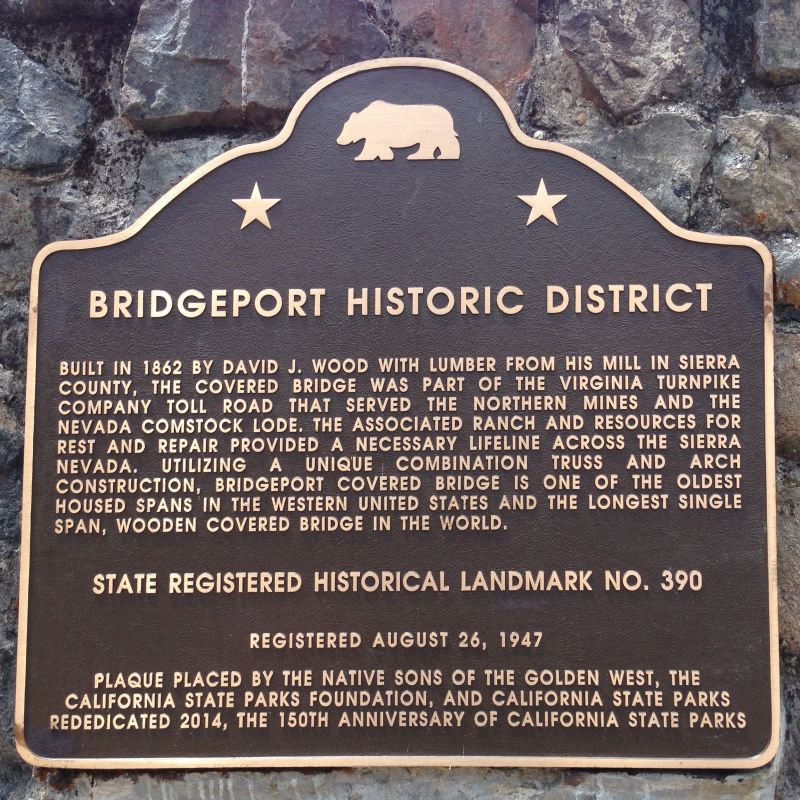 BRIDGEPORT HISTORIC DISTRICT
BUILT IN 1862 BY DAVID J. WOOD WITH LUMBER FROM HIS MILL IN SIERRA
COUNTY, THE COVERED BRIDGE WAS PART OF THE VIRGINIA TURNPIKE
COMPANY TOLL ROAD THAT SERVED THE NORTHERN MINES AND THE
NEVADA COMSTOCK LODE. THE ASSOCIATED RANCH AND RESOURCES FOR
REST AND REPAIR PROVIDED A NECESSARY LIFELINE ACROSS THE SIERRA
NEVADA. UTILIZING A UNIQUE COMBINATION TRUSS AND ARCH
CONSTRUCTION, BRIDGEPORT COVERED BRIDGE IS ONE OF THE OLDEST
HOUSED SPANS IN THE WESTERN UNITED STATES AND THE LONGEST SINGLE
SPAN, WOODEN COVERED BRIDGE IN THE WORLD.
STATE REGISTERED HISTORICAL LANDMARK NO. 390
REGISTERED AUGUST 26, 1947
PLAQUE PLACED BY THE NATIVE SONS OF THE GOLDEN WEST, THE
CALIFORNIA STATE PARKS FOUNDATION, AND CALIFORNIA STATE PARKS
REDEDICATED 2014, THE 150TH ANNIVERSARY OF CALIFORNIA STATE PARKS